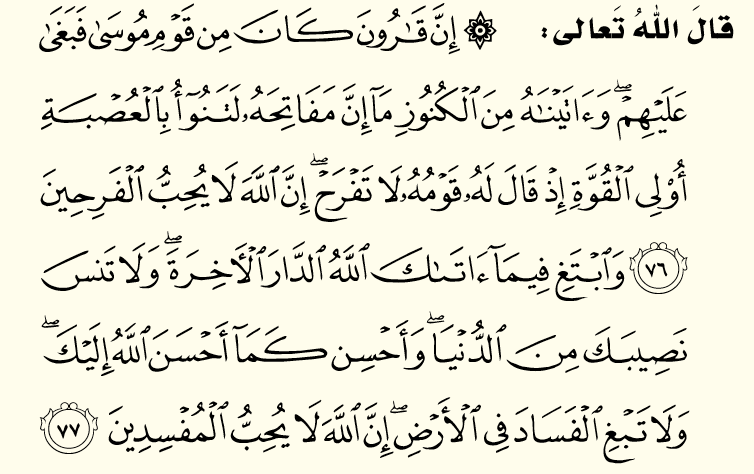 قال الله تعالى: ۞ إِنَّ قَٰرُونَ كَانَ مِن قَوْمِ مُوسَىٰ فَبَغَىٰ
عَلَيْهِمْ ۖ وَءَاتَيْنَٰهُ مِنَ ٱلْكُنُوزِ مَآ إِنَّ مَفَاتِحَهُۥ لَتَنُوٓأُ بِٱلْعُصْبَةِ
أُو۟لِى ٱلْقُوَّةِ إِذْ قَالَ لَهُۥ قَوْمُهُۥ لَا تَفْرَحْ ۖ إِنَّ ٱللَّهَ لَا يُحِبُّ ٱلْفَرِحِينَ
٧٦ وَٱبْتَغِ فِيمَآ ءَاتَىٰكَ ٱللَّهُ ٱلدَّارَ ٱلْـَٔاخِرَةَ ۖ وَلَا تَنسَ
نَصِيبَكَ مِنَ ٱلدُّنْيَا ۖ وَأَحْسِن كَمَآ أَحْسَنَ ٱللَّهُ إِلَيْكَ ۖ
وَلَا تَبْغِ ٱلْفَسَادَ فِى ٱلْأَرْضِ ۖ إِنَّ ٱللَّهَ لَا يُحِبُّ ٱلْمُفْسِدِينَ ٧٧